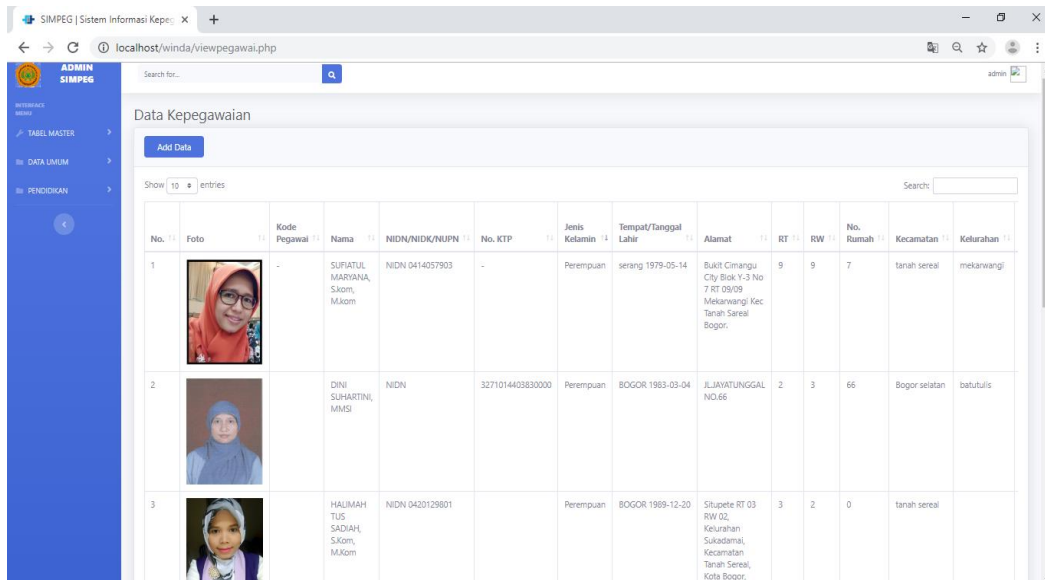 SIMPEG | Sistem Informasi Kepeg
localhost/winda/viewpegawai.php
ADMIN
SIMPEG
Search for...
admin
INTERFACE
MENU
TABEL MASTER
DATA UMUM
PENDIDIKAN
Data Kepegawaian
Add Data
Show 10 entries
Search:
No. Foto Kode Pegawai Nama NIDN/NIDK/NUPN No. KTP Jenis Kelamin Tempat/Tanggal Lahir Alamat RT RW No. Rumah Kecamatan Kelurahan
1 - SUFIATUL MARYANA, S.kom, M.kom NIDN 0414057903 - Perempuan serang 1979-05-14 Bukit Cimangu City Blok Y-3 No 7 RT 09/09 Mekarwangi Kec Tanah Sareal Bogor. 9 9 7 tanah sereal mekarwangi
2 DINI SUHARTINI, MMSI NIDN 3271014403830000 Perempuan BOGOR 1983-03-04 JL.JAYATUNGGAL NO.66 2 3 66 Bogor selatan batutulis
3 HALIMAH TUS SADIAH, S.Kom, M.Kom NIDN 0420129801 Perempuan BOGOR 1989-12-20 Situpete RT 03 RW 02, Kelurahan Sukadamai, Kecamatan Tanah Sereal, Kota Bogor, 3 2 0 tanah sereal